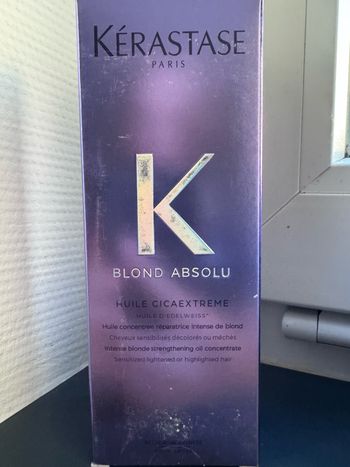 KÉRASTASE
PARIS
K
BLOND ABSOLU
HUILE CICAEXTREME
HUILE D'EDELWEISS*
Huile concentrée réparatrice intense de blond
Cheveux sensibilisés décolorés ou méchés
Intense blonde strengthening oil concentrate
Sensitized lightened or highlighted hair